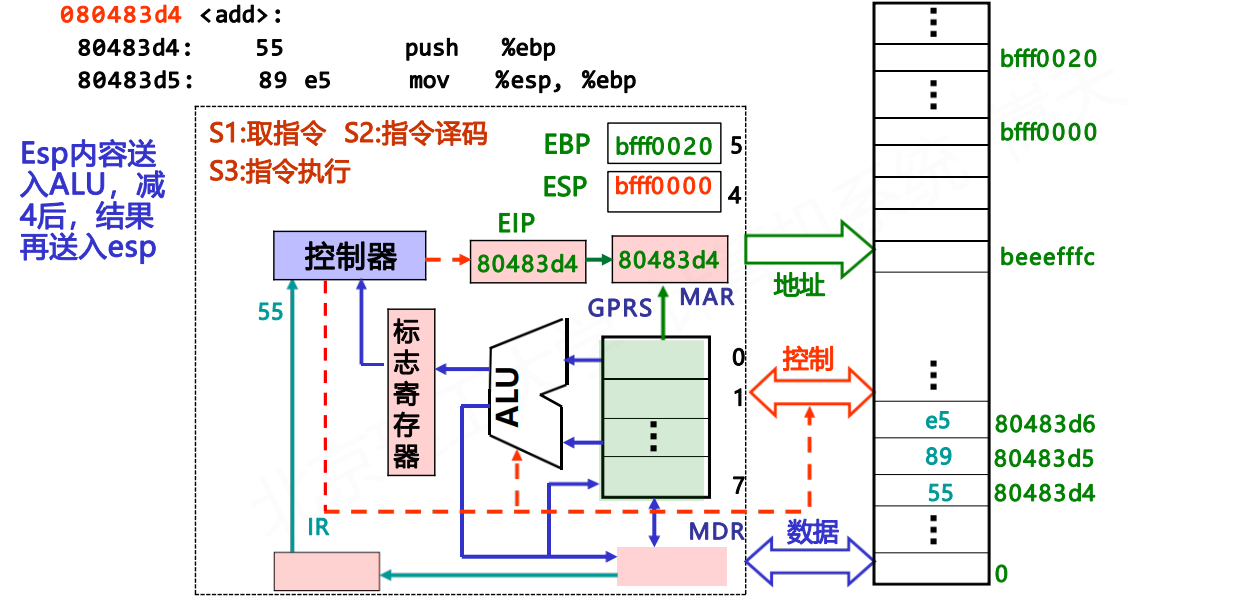 080483d4 <add>:
80483d4: 55 push %ebp
80483d5: 89 e5 mov %esp, %ebp
S1:取指令 S2:指令译码
S3:指令执行
Esp内容送
入ALU，减
4后，结果
再送入esp
EBP bfff0020 5
ESP bfff0000 4
EIP
控制器
80483d4
80483d4
MAR
GPRS
55
标
志
寄
存
器
ALU
0
1
⋮
7
IR
MDR
地址
控制
数据
⋮
bfff0020
⋮
bfff0000
beeefffc
⋮
e5 80483d6
89 80483d5
55 80483d4
⋮
0